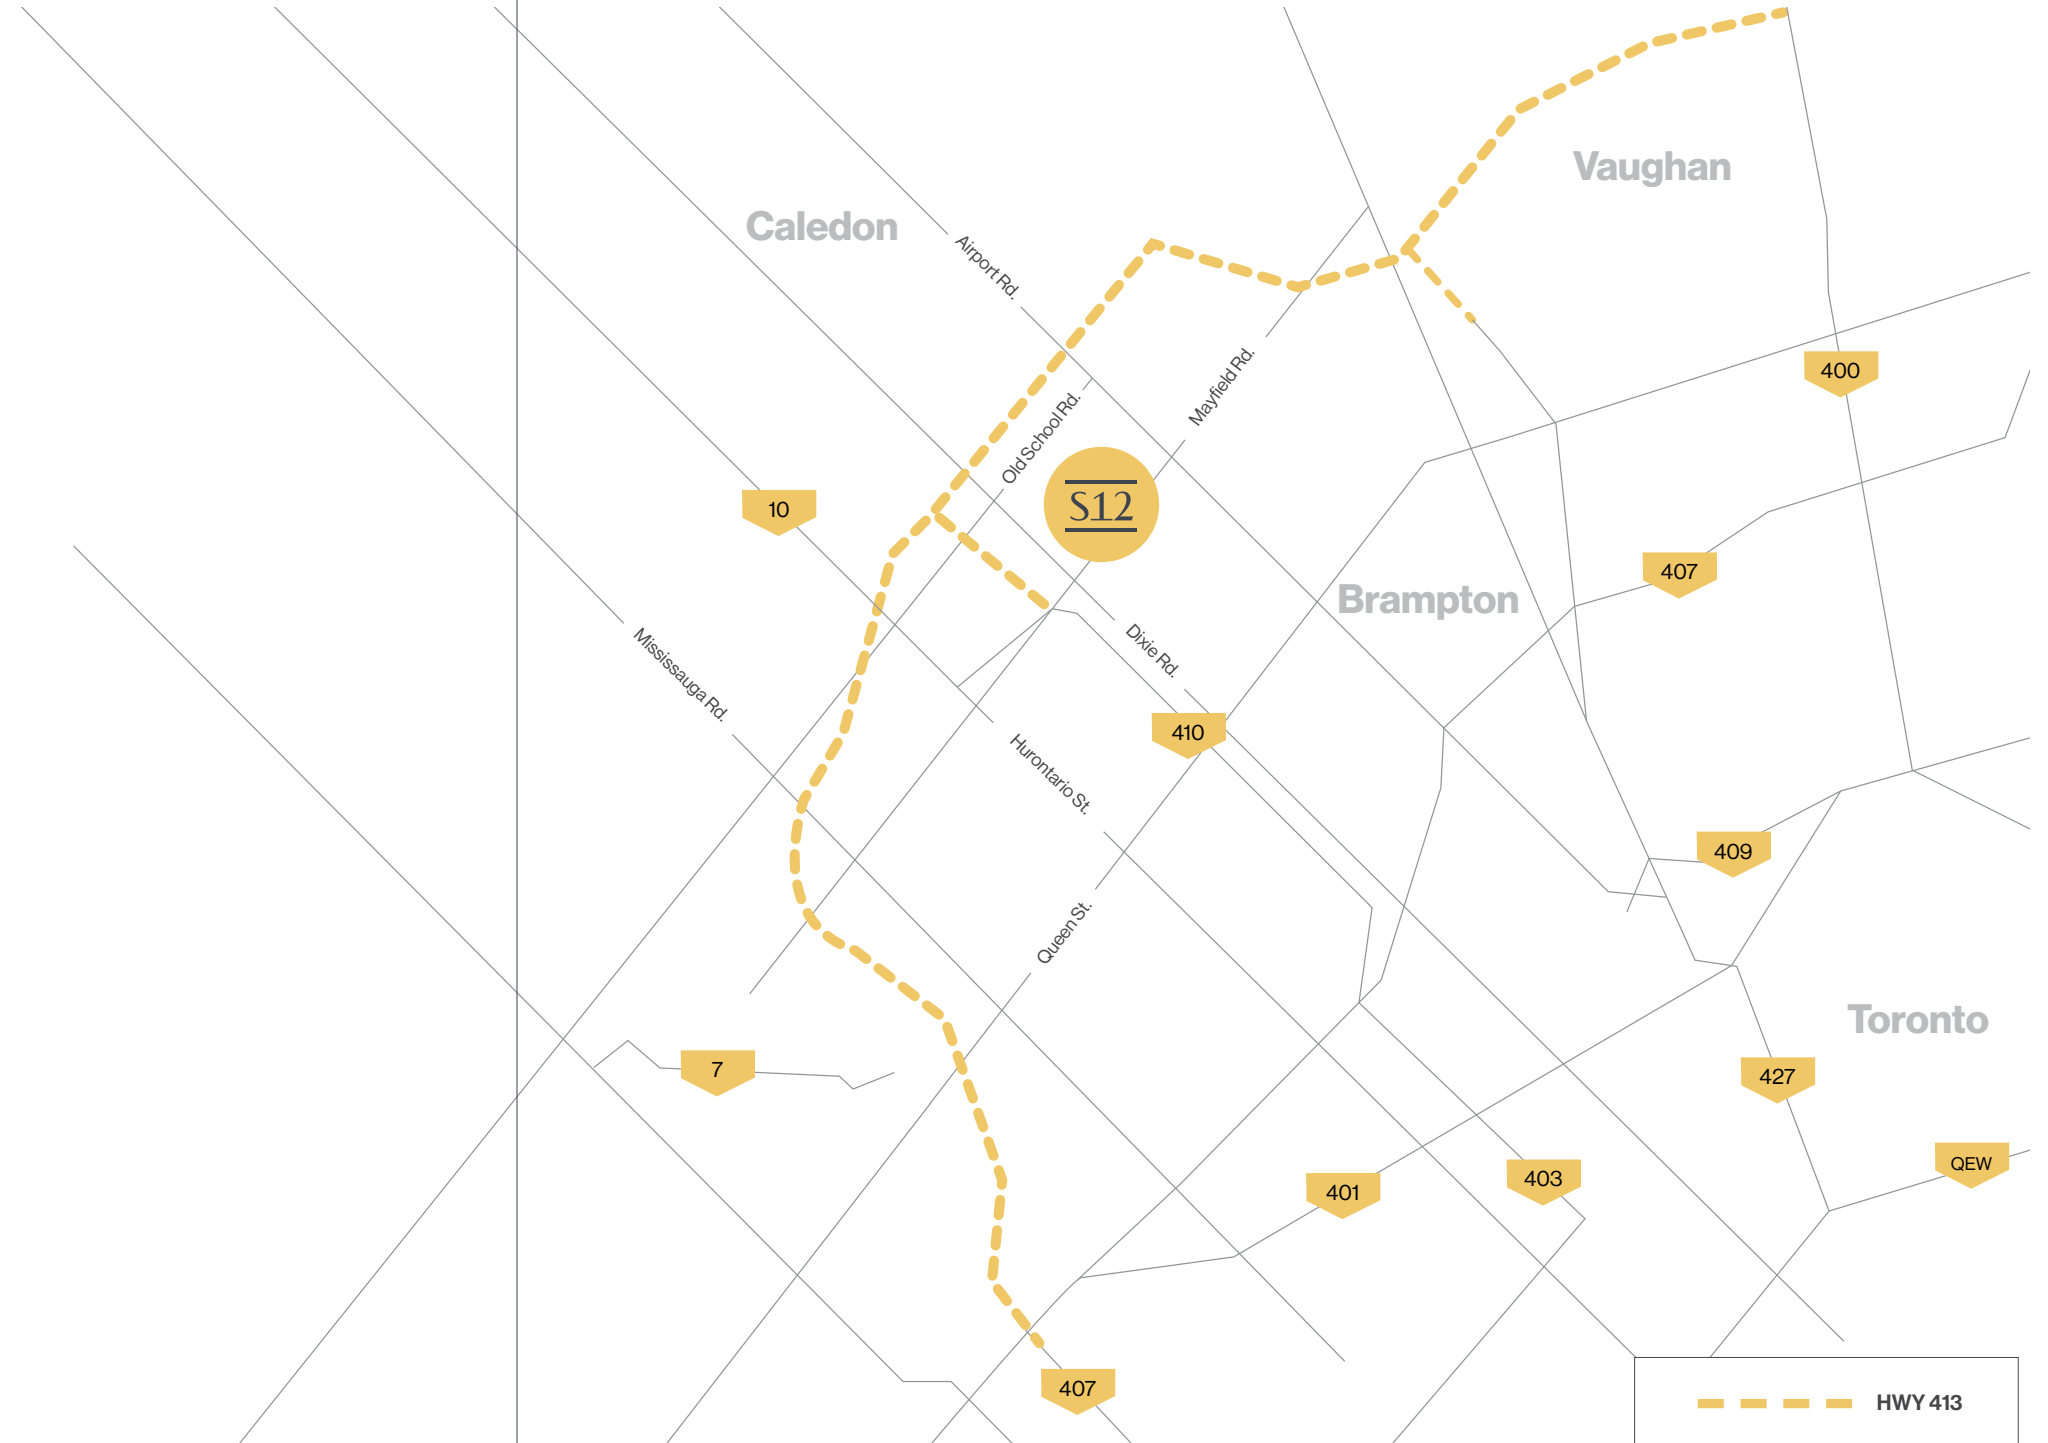 Vaughan
Caledon
Airport Rd.
Mayfield Rd.
400
Old School Rd.
S12
10
407
Brampton
Mississauga Rd.
Dixie Rd.
410
Hurontario St.
409
Queen St.
Toronto
7
427
QEW
403
401
407
HWY 413